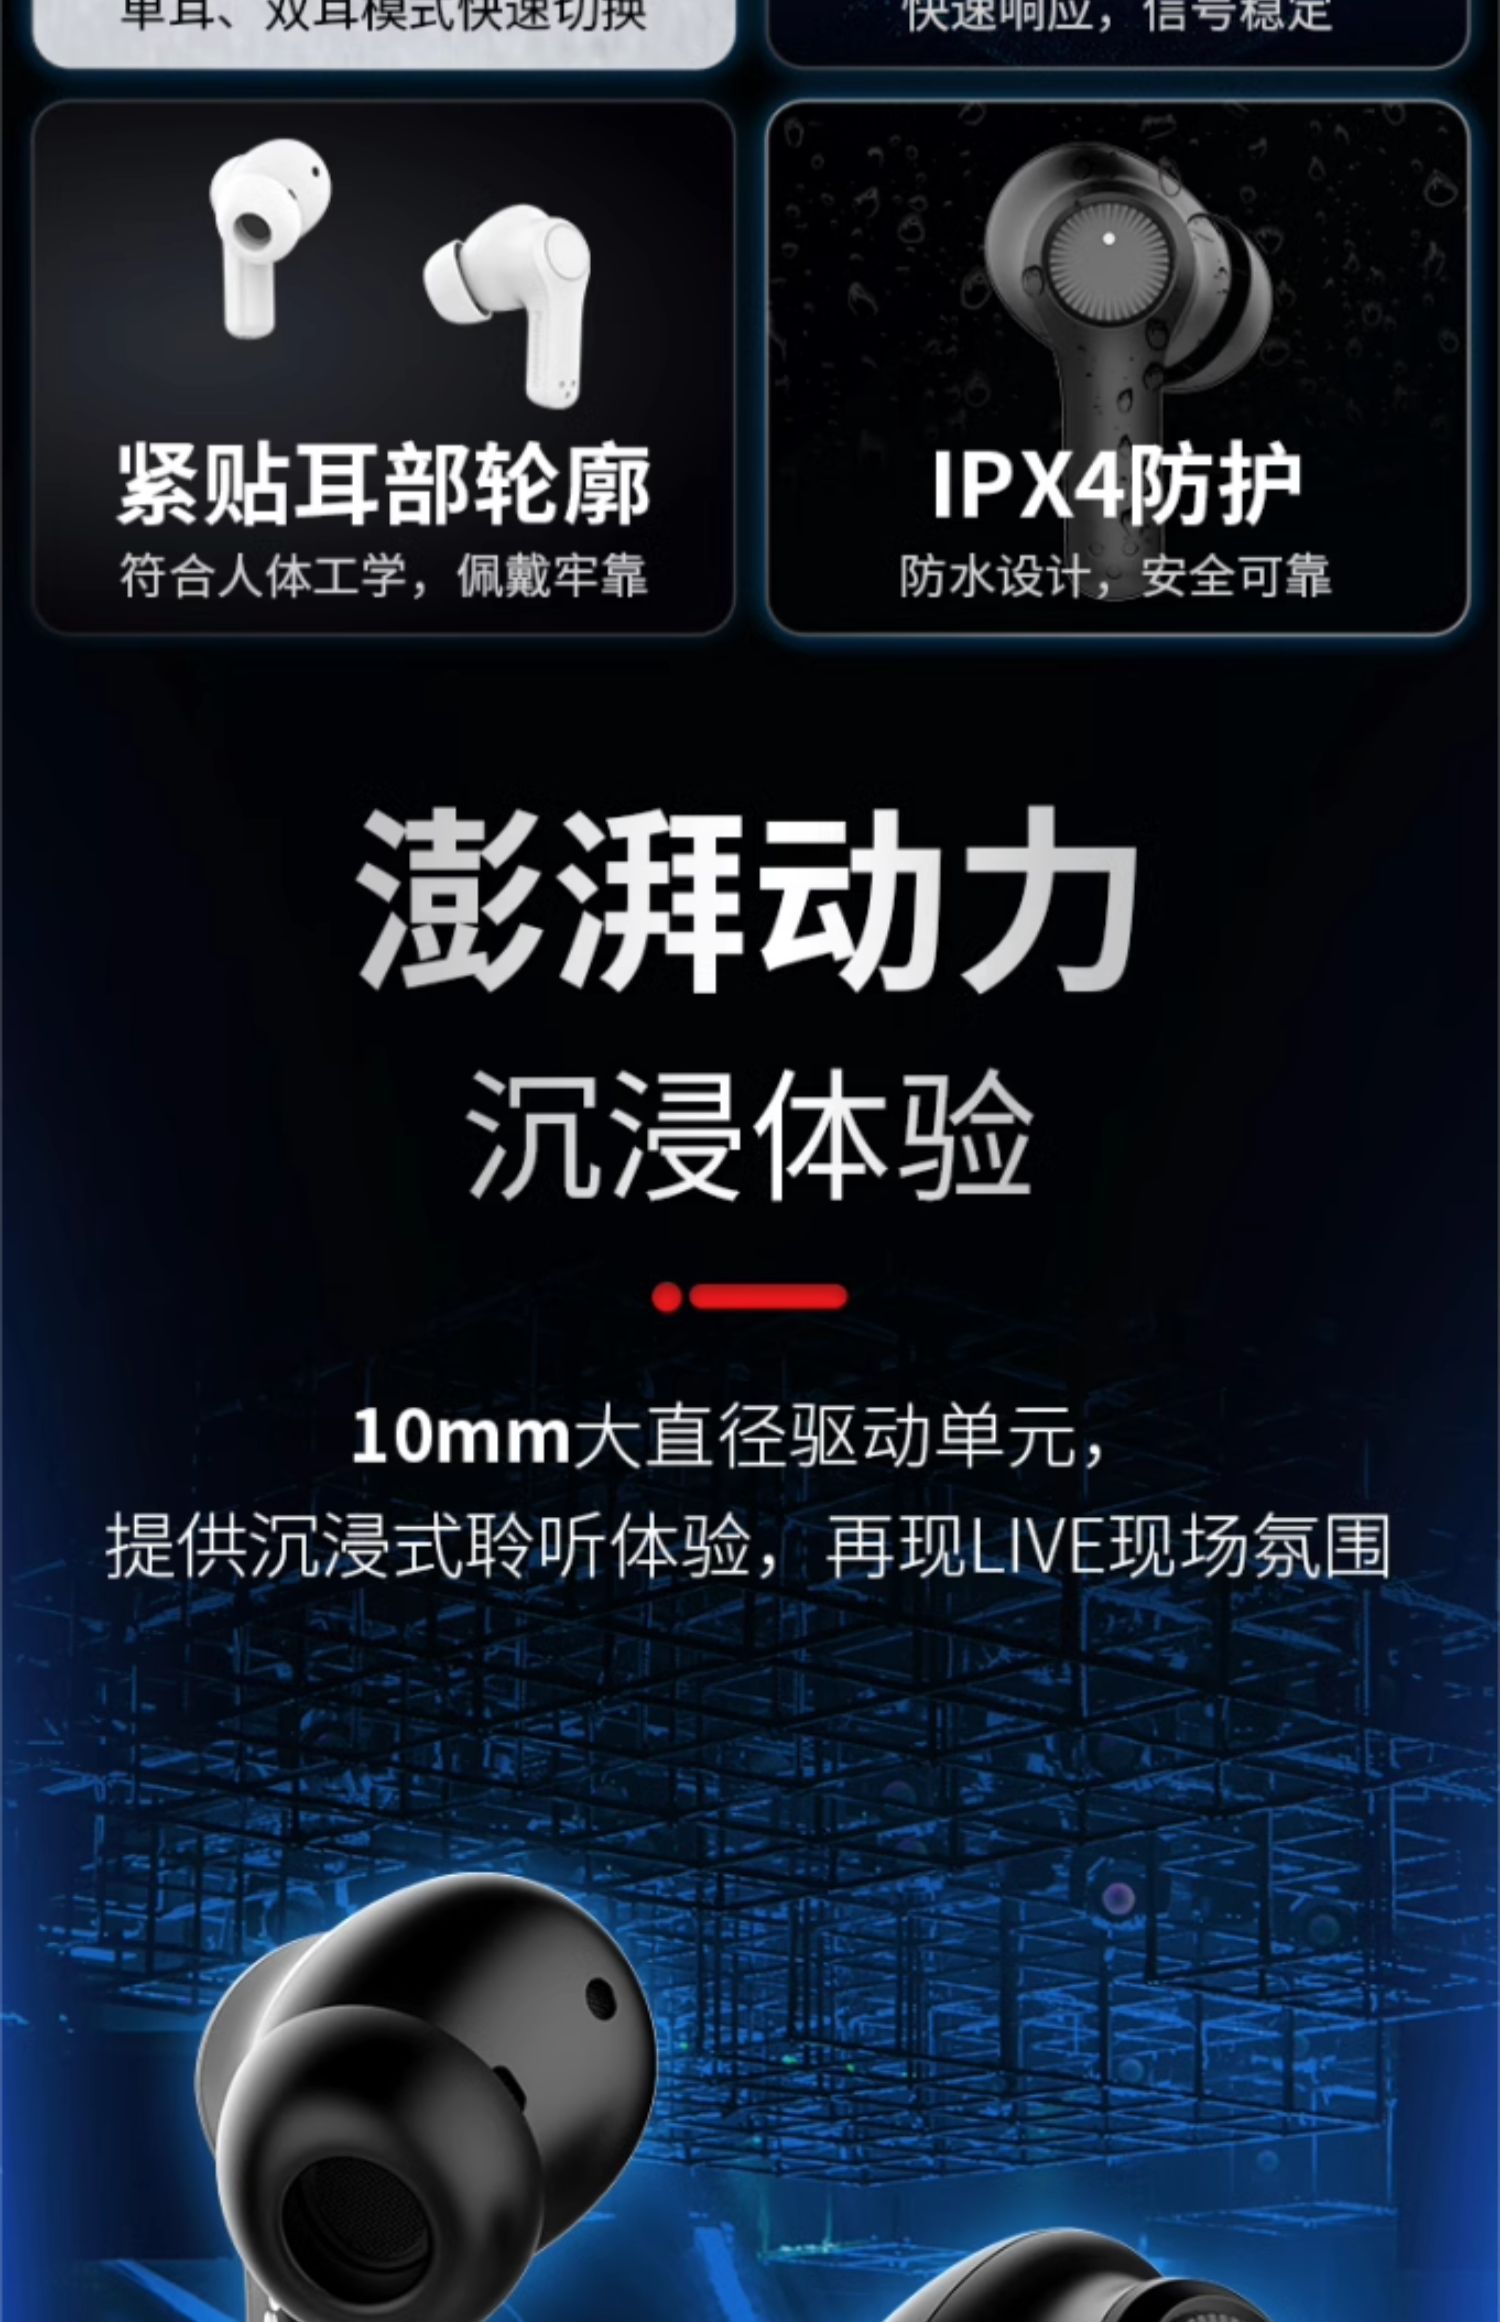 单耳、双耳模式快速切换
快速响应，信号稳定
紧贴耳部轮廓
符合人体工学，佩戴牢靠
IPX4防护
防水设计，安全可靠
澎湃动力
沉浸体验
10mm大直径驱动单元，
提供沉浸式聆听体验，再现LIVE现场氛围